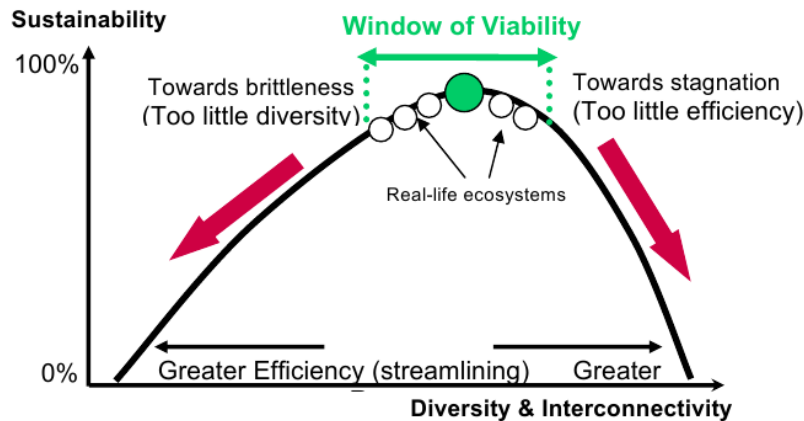 Sustainability
Window of Viability
100%
Towards brittleness
(Too little diversity)
Towards stagnation
(Too little efficiency)
Real-life ecosystems
0%
Greater Efficiency (streamlining)
Greater
Diversity & Interconnectivity